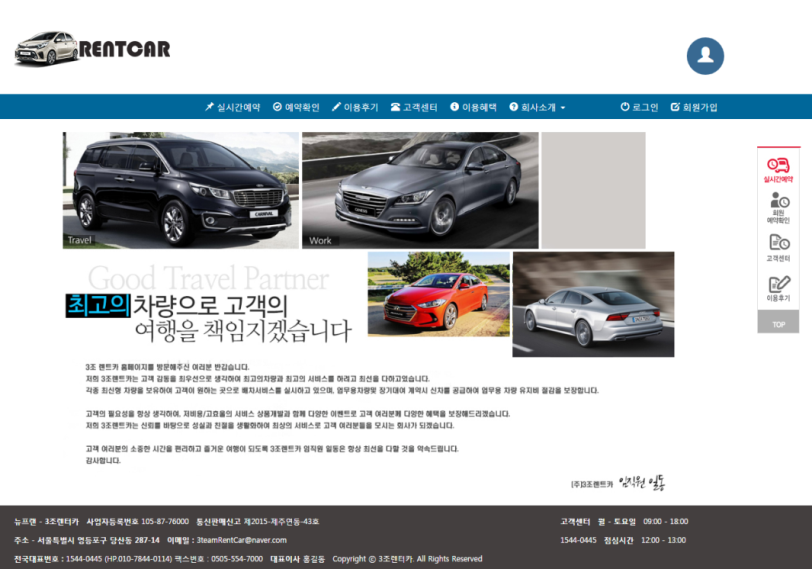 RENTCAR
실시간예약 예약확인 이용후기 고객센터 이용혜택 회사소개 로그인 회원가입
Travel
CARNIVAL
Work
실시간예약
회원
예약확인
고객센터
이용후기
TOP
Good Travel Partner
최고의 차량으로 고객의
여행을 책임지겠습니다
3조 렌트카 홈페이지를 방문해주신 여러분 반갑습니다.
저희 3조렌트카는 고객 감동을 최우선으로 생각하여 최고의차량과 최고의 서비스를 하려고 최선을 다하고있습니다.
각종 최신형 차량을 보유하여 고객이 원하는 곳으로 배차서비스를 실시하고 있으며, 업무용차량및 장기대여 계약시 신차를 공급하여 업무용 차량 유지비 절감을 보장합니다.
고객의 필요성을 항상 생각하여, 저비용/고효율의 서비스 상품개발과 함께 다양한 이벤트로 고객 여러분께 다양한 혜택을 보장해드리겠습니다.
저희 3조렌트카는 신뢰를 바탕으로 성실과 친절을 생활화하여 최상의 서비스로 고객 여러분들을 모시는 회사가 되겠습니다.
고객 여러분의 소중한 시간을 편리하고 즐거운 여행이 되도록 3조렌트카 임직원 일동은 항상 최선을 다할 것을 약속드립니다.
감사합니다.
(주)3조렌트카 임직원 일동
뉴프렌 - 3조렌터카 사업자등록번호 105-87-76000 통신판매신고 제2015-제주연동-43호
주소 - 서울특별시 영등포구 당산동 287-14 이메일 : 3teamRentCar@naver.com
전국대표번호 : 1544-0445 (HP.010-7844-0114) 팩스번호 : 0505-554-7000 대표이사 홍길동 Copyright ⓒ 3조렌터카. All Rights Reserved
고객센터 월 - 토요일 09:00 - 18:00
1544-0445 점심시간 12:00 - 13:00